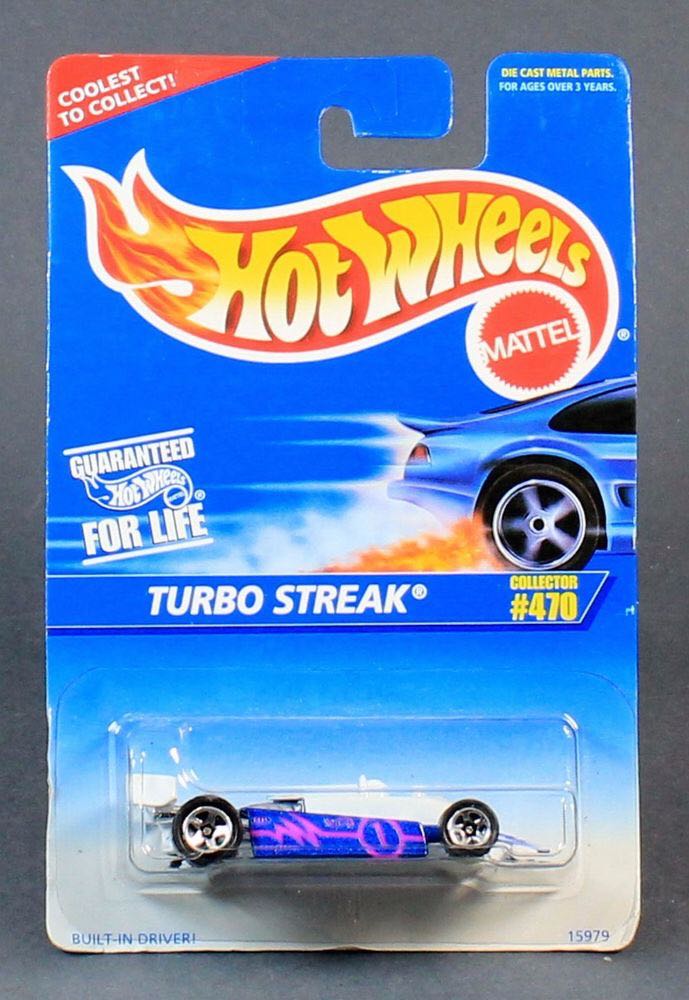 COOLEST
TO COLLECT!
DIE CAST METAL PARTS.
FOR AGES OVER 3 YEARS.
HOT WHEELS
MATTEL
®
GUARANTEED
HOT WHEELS
®
FOR LIFE
TURBO STREAK®
COLLECTOR
#470
1
BUILT-IN DRIVER!
15979